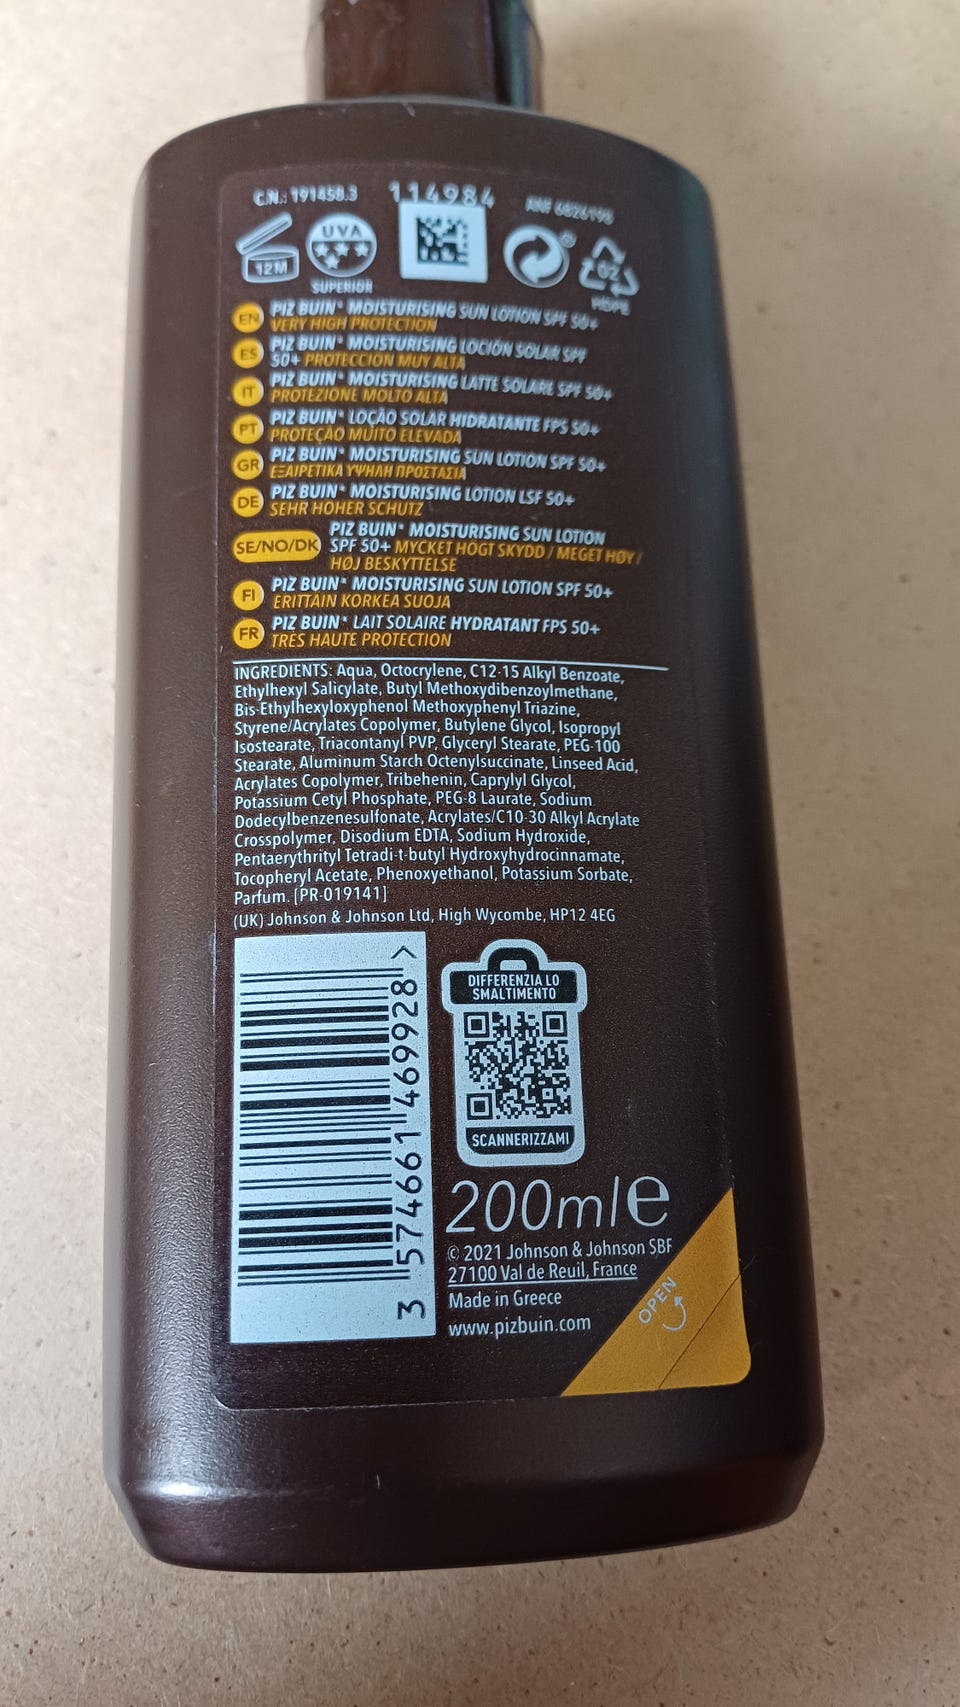 C.N.: 191458.3
114984
ANF 6826198
12M
UVA
SUPERIOR
02
HDPE
EN PIZ BUIN® MOISTURISING SUN LOTION SPF 50+
VERY HIGH PROTECTION
ES PIZ BUIN® MOISTURISING LOCIÓN SOLAR SPF
50+ PROTECCIÓN MUY ALTA
IT PIZ BUIN® MOISTURISING LATTE SOLARE SPF 50+
PROTEZIONE MOLTO ALTA
PT PIZ BUIN® LOÇÃO SOLAR HIDRATANTE FPS 50+
PROTEÇÃO MUITO ELEVADA
GR PIZ BUIN® MOISTURISING SUN LOTION SPF 50+
ΕΞΑΙΡΕΤΙΚΑ ΥΨΗΛΗ ΠΡΟΣΤΑΣΙΑ
DE PIZ BUIN® MOISTURISING LOTION LSF 50+
SEHR HOHER SCHUTZ
SE/NO/DK PIZ BUIN® MOISTURISING SUN LOTION
SPF 50+ MYCKET HÖGT SKYDD / MEGET HØY /
HØJ BESKYTTELSE
FI PIZ BUIN® MOISTURISING SUN LOTION SPF 50+
ERITTÄIN KORKEA SUOJA
FR PIZ BUIN® LAIT SOLAIRE HYDRATANT FPS 50+
TRÈS HAUTE PROTECTION
INGREDIENTS: Aqua, Octocrylene, C12-15 Alkyl Benzoate,
Ethylhexyl Salicylate, Butyl Methoxydibenzoylmethane,
Bis-Ethylhexyloxyphenol Methoxyphenyl Triazine,
Styrene/Acrylates Copolymer, Butylene Glycol, Isopropyl
Isostearate, Triacontanyl PVP, Glyceryl Stearate, PEG-100
Stearate, Aluminum Starch Octenylsuccinate, Linseed Acid,
Acrylates Copolymer, Tribehenin, Caprylyl Glycol,
Potassium Cetyl Phosphate, PEG-8 Laurate, Sodium
Dodecylbenzenesulfonate, Acrylates/C10-30 Alkyl Acrylate
Crosspolymer, Disodium EDTA, Sodium Hydroxide,
Pentaerythrityl Tetradi-t-butyl Hydroxyhydrocinnamate,
Tocopheryl Acetate, Phenoxyethanol, Potassium Sorbate,
Parfum. [PR-019141]
(UK) Johnson & Johnson Ltd, High Wycombe, HP12 4EG
3 574661 469928 >
DIFFERENZIA LO
SMALTIMENTO
SCANNERIZZAMI
200ml e
© 2021 Johnson & Johnson SBF
27100 Val de Reuil, France
Made in Greece
www.pizbuin.com
OPEN